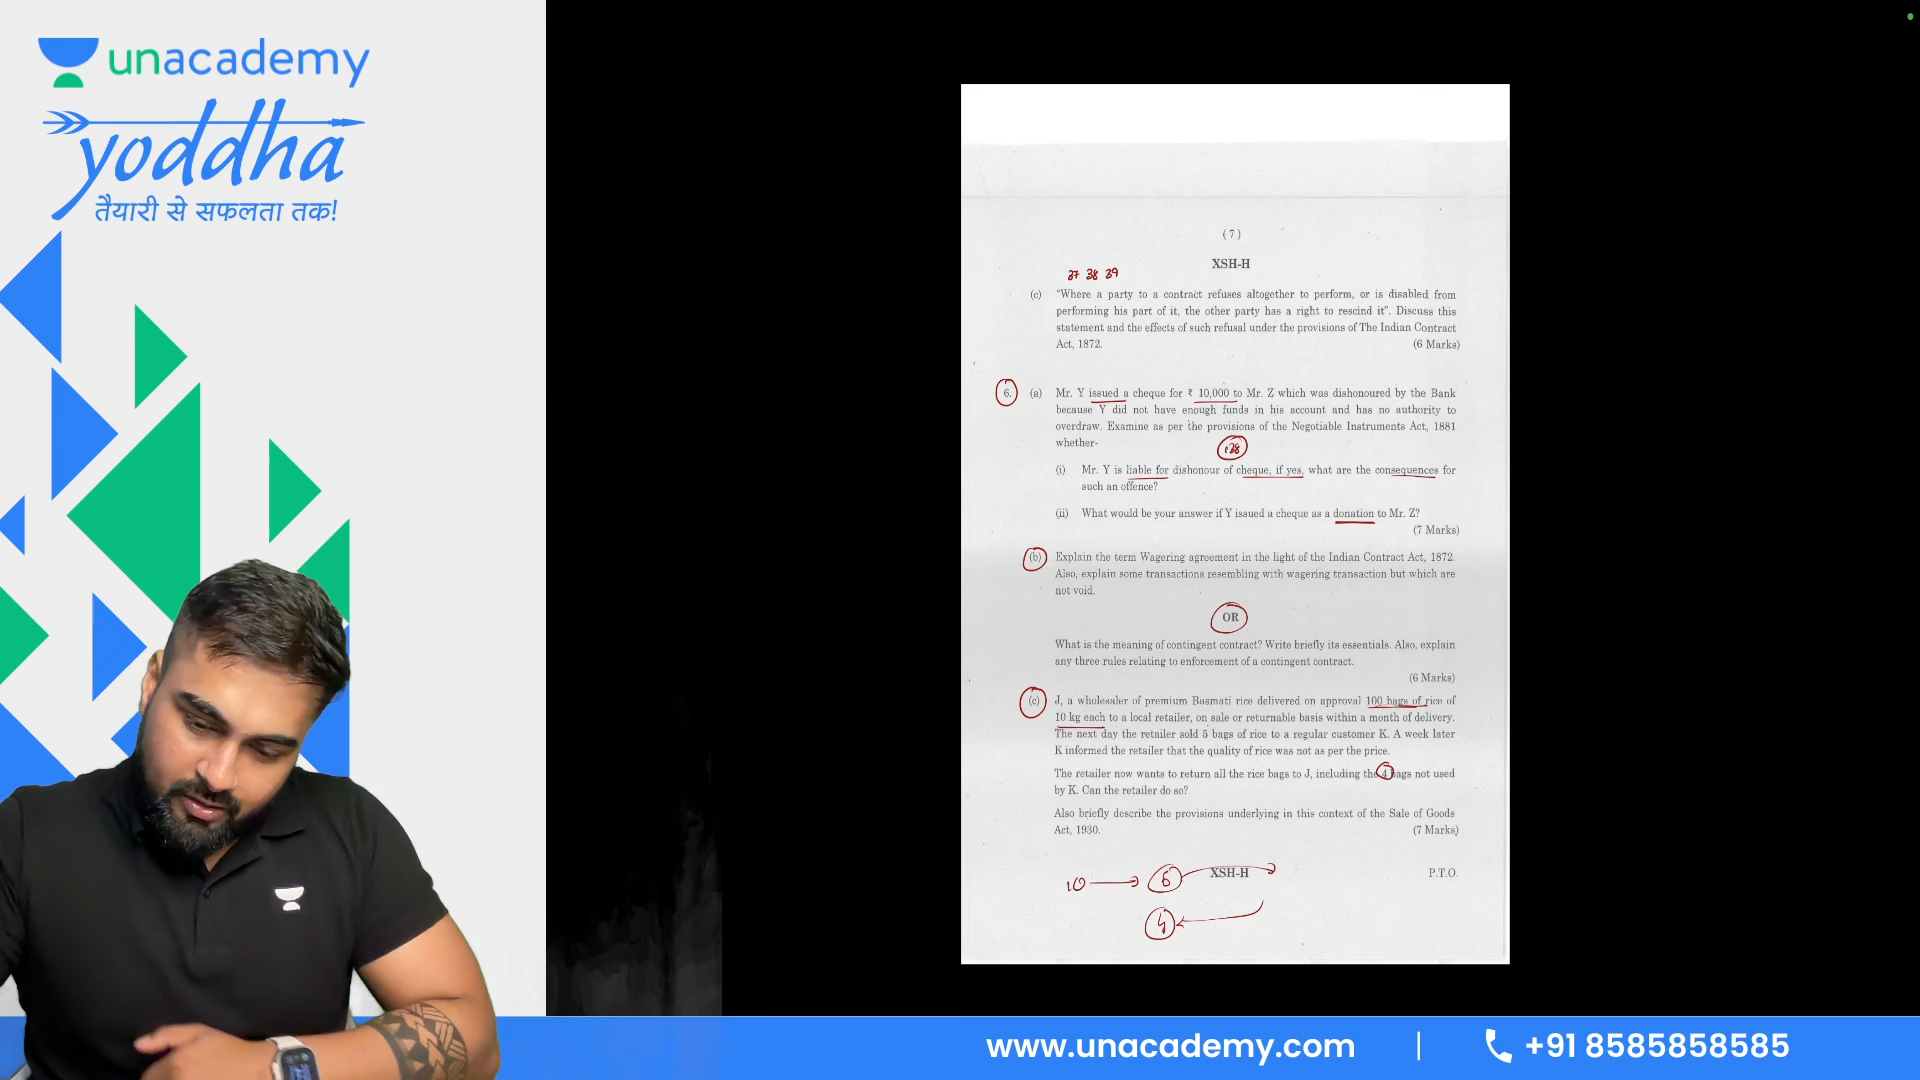 unacademy
yoddha
तैयारी से सफलता तक!
( 7 )
XSH-H
37 38 39
(c) "Where a party to a contract refuses altogether to perform, or is disabled from
performing his part of it, the other party has a right to rescind it". Discuss this
statement and the effects of such refusal under the provisions of The Indian Contract
Act, 1872. (6 Marks)
6. (a) Mr. Y issued a cheque for ₹ 10,000 to Mr. Z which was dishonoured by the Bank
because Y did not have enough funds in his account and has no authority to
overdraw. Examine as per the provisions of the Negotiable Instruments Act, 1881
whether-
138
(i) Mr. Y is liable for dishonour of cheque, if yes, what are the consequences for
such an offence?
(ii) What would be your answer if Y issued a cheque as a donation to Mr. Z?
(7 Marks)
(b) Explain the term Wagering agreement in the light of the Indian Contract Act, 1872.
Also, explain some transactions resembling with wagering transaction but which are
not void.
OR
What is the meaning of contingent contract? Write briefly its essentials. Also, explain
any three rules relating to enforcement of a contingent contract.
(6 Marks)
(c) J, a wholesaler of premium Basmati rice delivered on approval 100 bags of rice of
10 kg each to a local retailer, on sale or returnable basis within a month of delivery.
The next day the retailer sold 5 bags of rice to a regular customer K. A week later
K informed the retailer that the quality of rice was not as per the price.
The retailer now wants to return all the rice bags to J, including the 4 bags not used
by K. Can the retailer do so?
Also briefly describe the provisions underlying in this context of the Sale of Goods
Act, 1930. (7 Marks)
XSH-H P.T.O.
10
4
www.unacademy.com | +91 8585858585